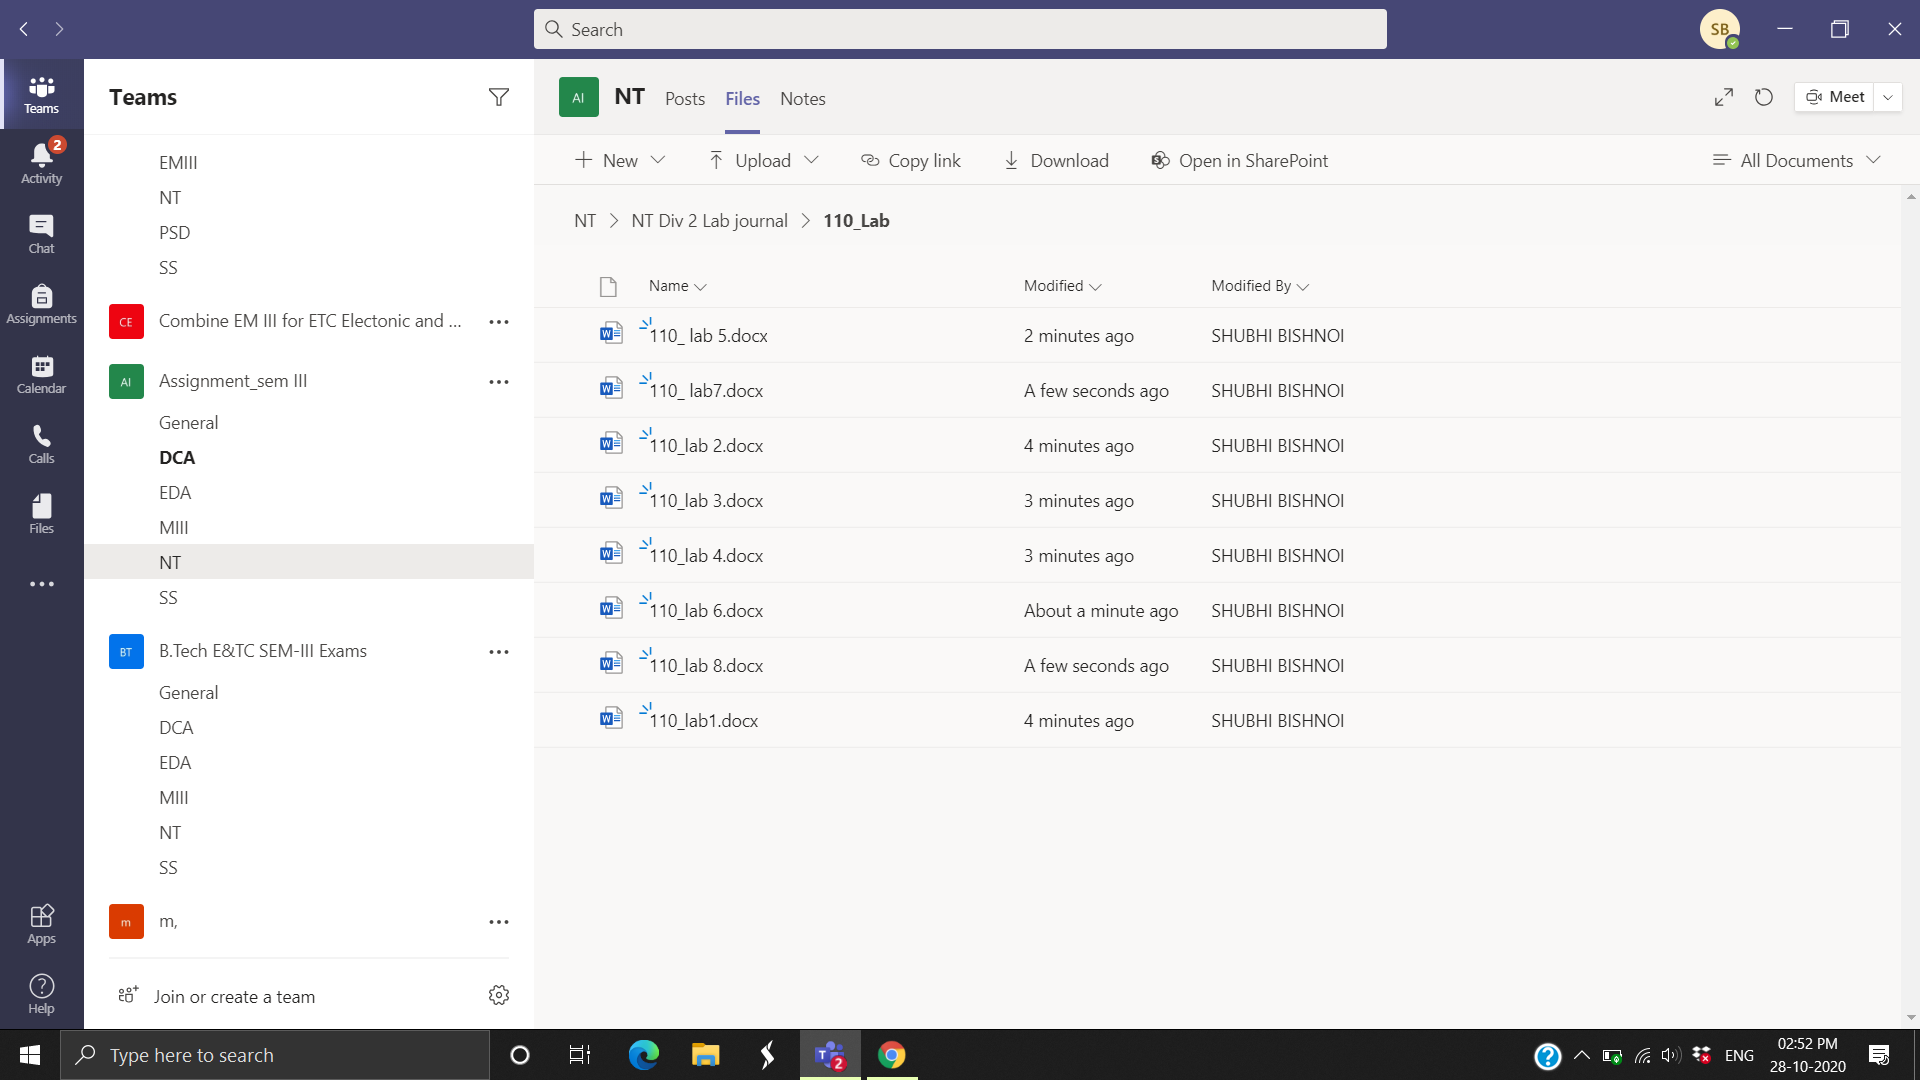 Search
SB
Teams
Activity
2
Chat
Assignments
Calendar
Calls
Files
Apps
Help
Teams
EMIII
NT
PSD
SS
CE Combine EM III for ETC Electonic and ...
AI Assignment_sem III
General
DCA
EDA
MIII
NT
SS
BT B.Tech E&TC SEM-III Exams
General
DCA
EDA
MIII
NT
SS
m m,
Join or create a team
AI NT Posts Files Notes Meet
New Upload Copy link Download Open in SharePoint All Documents
NT > NT Div 2 Lab journal > 110_Lab
Name Modified Modified By
110_ lab 5.docx 2 minutes ago SHUBHI BISHNOI
110_ lab7.docx A few seconds ago SHUBHI BISHNOI
110_lab 2.docx 4 minutes ago SHUBHI BISHNOI
110_lab 3.docx 3 minutes ago SHUBHI BISHNOI
110_lab 4.docx 3 minutes ago SHUBHI BISHNOI
110_lab 6.docx About a minute ago SHUBHI BISHNOI
110_lab 8.docx A few seconds ago SHUBHI BISHNOI
110_lab1.docx 4 minutes ago SHUBHI BISHNOI
Type here to search
T 2
ENG
02:52 PM
28-10-2020